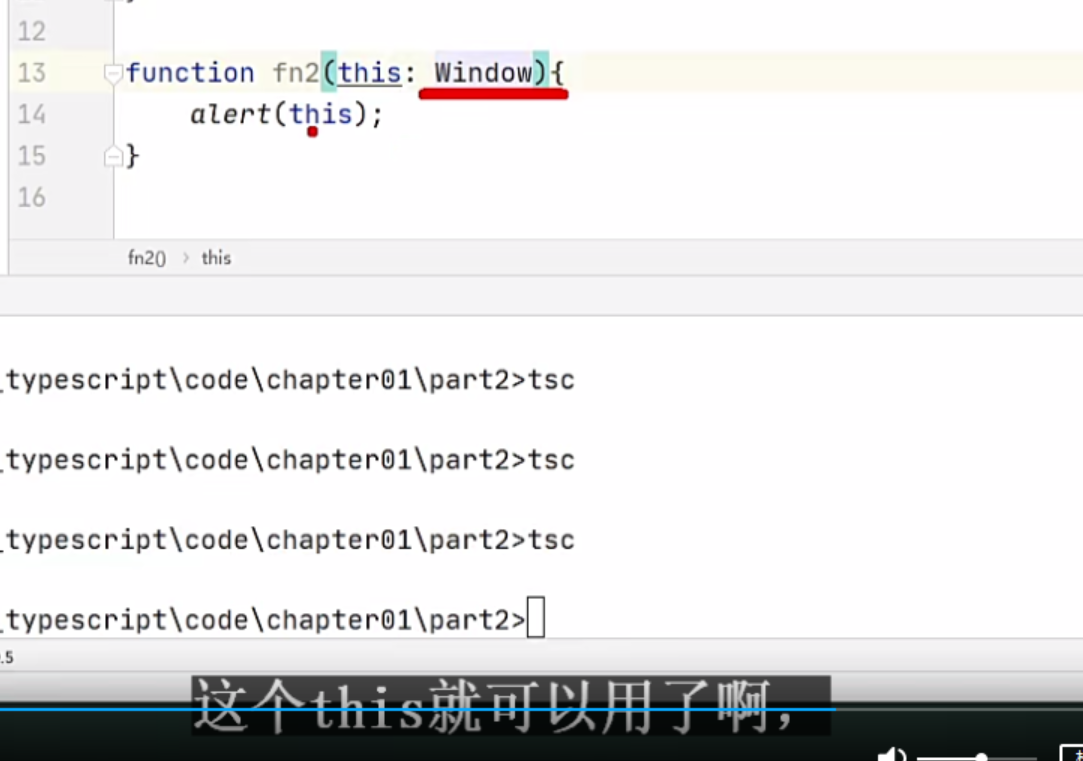 12
13 function fn2(this: Window){
14 alert(this);
15 }
16
fn2() › this
_typescript\code\chapter01\part2>tsc
_typescript\code\chapter01\part2>tsc
_typescript\code\chapter01\part2>tsc
_typescript\code\chapter01\part2>
.5
这个this就可以用了啊，